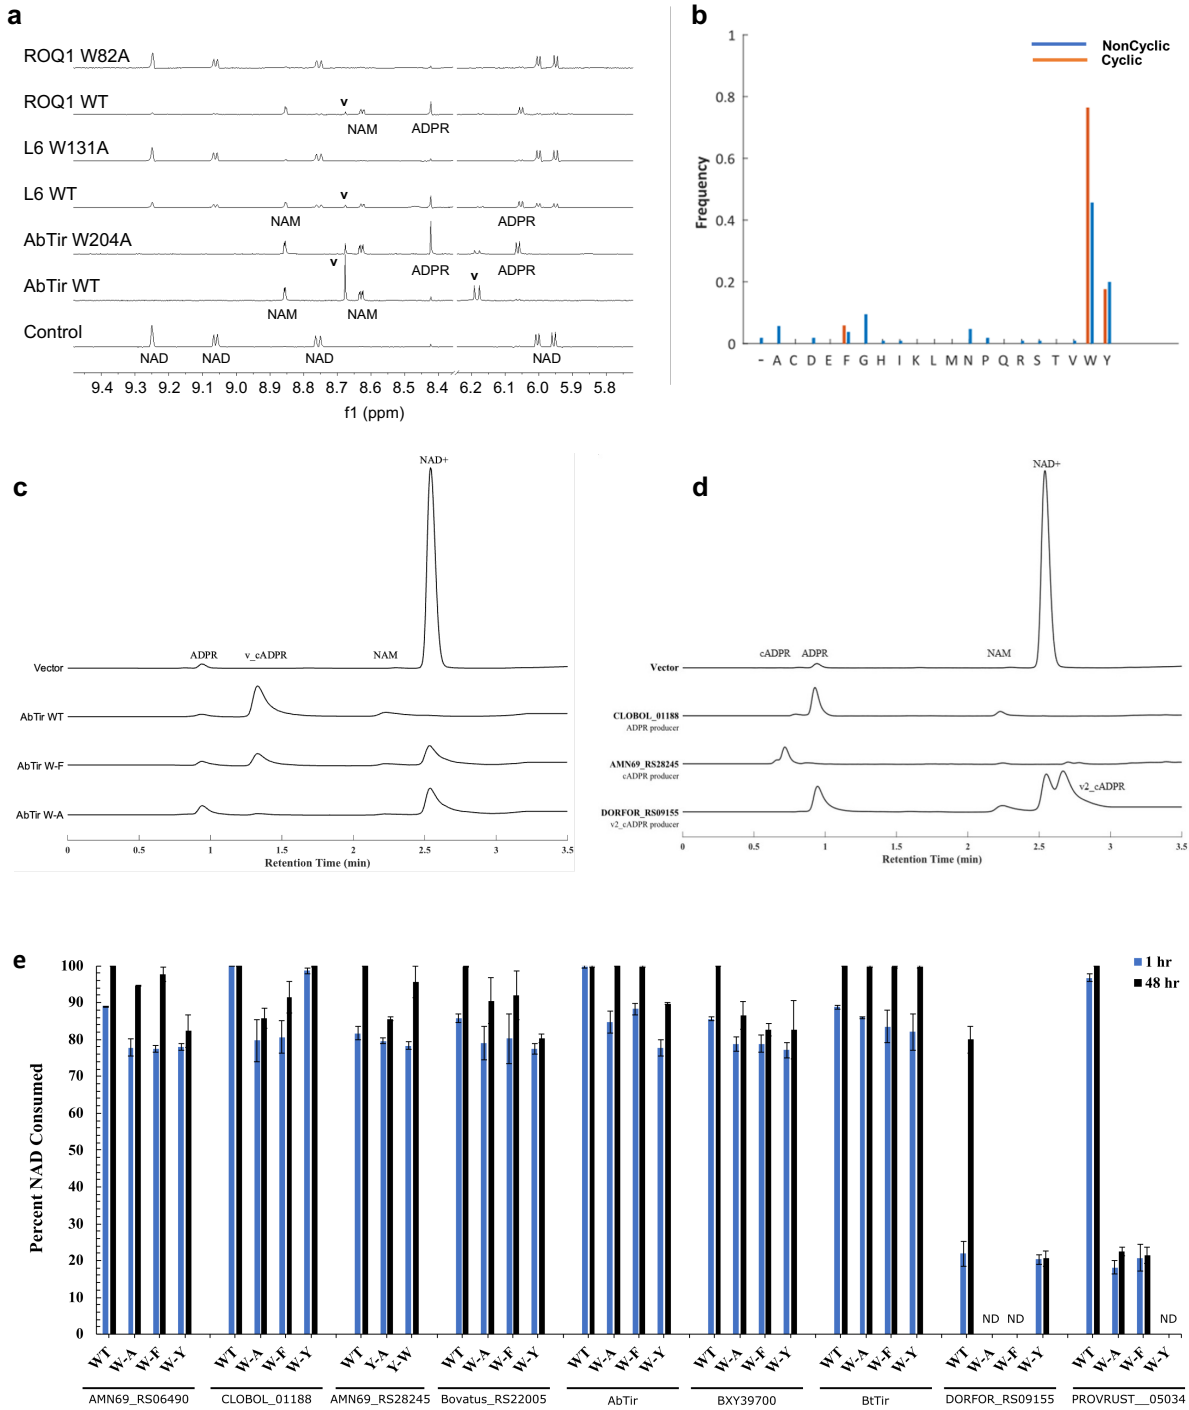 a
ROQ1 W82A
ROQ1 WT
v
NAM
ADPR
L6 W131A
L6 WT
v
NAM
ADPR
AbTir W204A
v
ADPR
ADPR
AbTir WT
v
NAM
NAM
Control
NAD
NAD
NAD
NAD
9.4 9.3 9.2 9.1 9.0 8.9 8.8 8.7 8.6 8.5 8.4 6.2 6.1 6.0 5.9 5.8
f1 (ppm)
b
NonCyclic
Cyclic
Frequency
1
0.8
0.6
0.4
0.2
0
- A C D E F G H I K L M N P Q R S T V W Y
c
NAD+
ADPR
v_cADPR
NAM
Vector
AbTir WT
AbTir W-F
AbTir W-A
0 0.5 1 1.5 2 2.5 3 3.5
Retention Time (min)
d
NAD+
cADPR
ADPR
NAM
Vector
CLOBOL_01188
ADPR producer
AMN69_RS28245
cADPR producer
v2_cADPR
DORFOR_RS09155
v2_cADPR producer
0 0.5 1 1.5 2 2.5 3 3.5
Retention Time (min)
e
1 hr
48 hr
Percent NAD Consumed
100
90
80
70
60
50
40
30
20
10
0
ND ND ND
WT W-A W-F W-Y WT W-A W-F W-Y WT Y-A Y-W WT W-A W-F W-Y WT W-A W-F W-Y WT W-A W-F W-Y WT W-A W-F W-Y WT W-A W-F W-Y WT W-A W-F W-Y
AMN69_RS06490 CLOBOL_01188 AMN69_RS28245 Bovatus_RS22005 AbTir BXY39700 BtTir DORFOR_RS09155 PROVRUST__05034